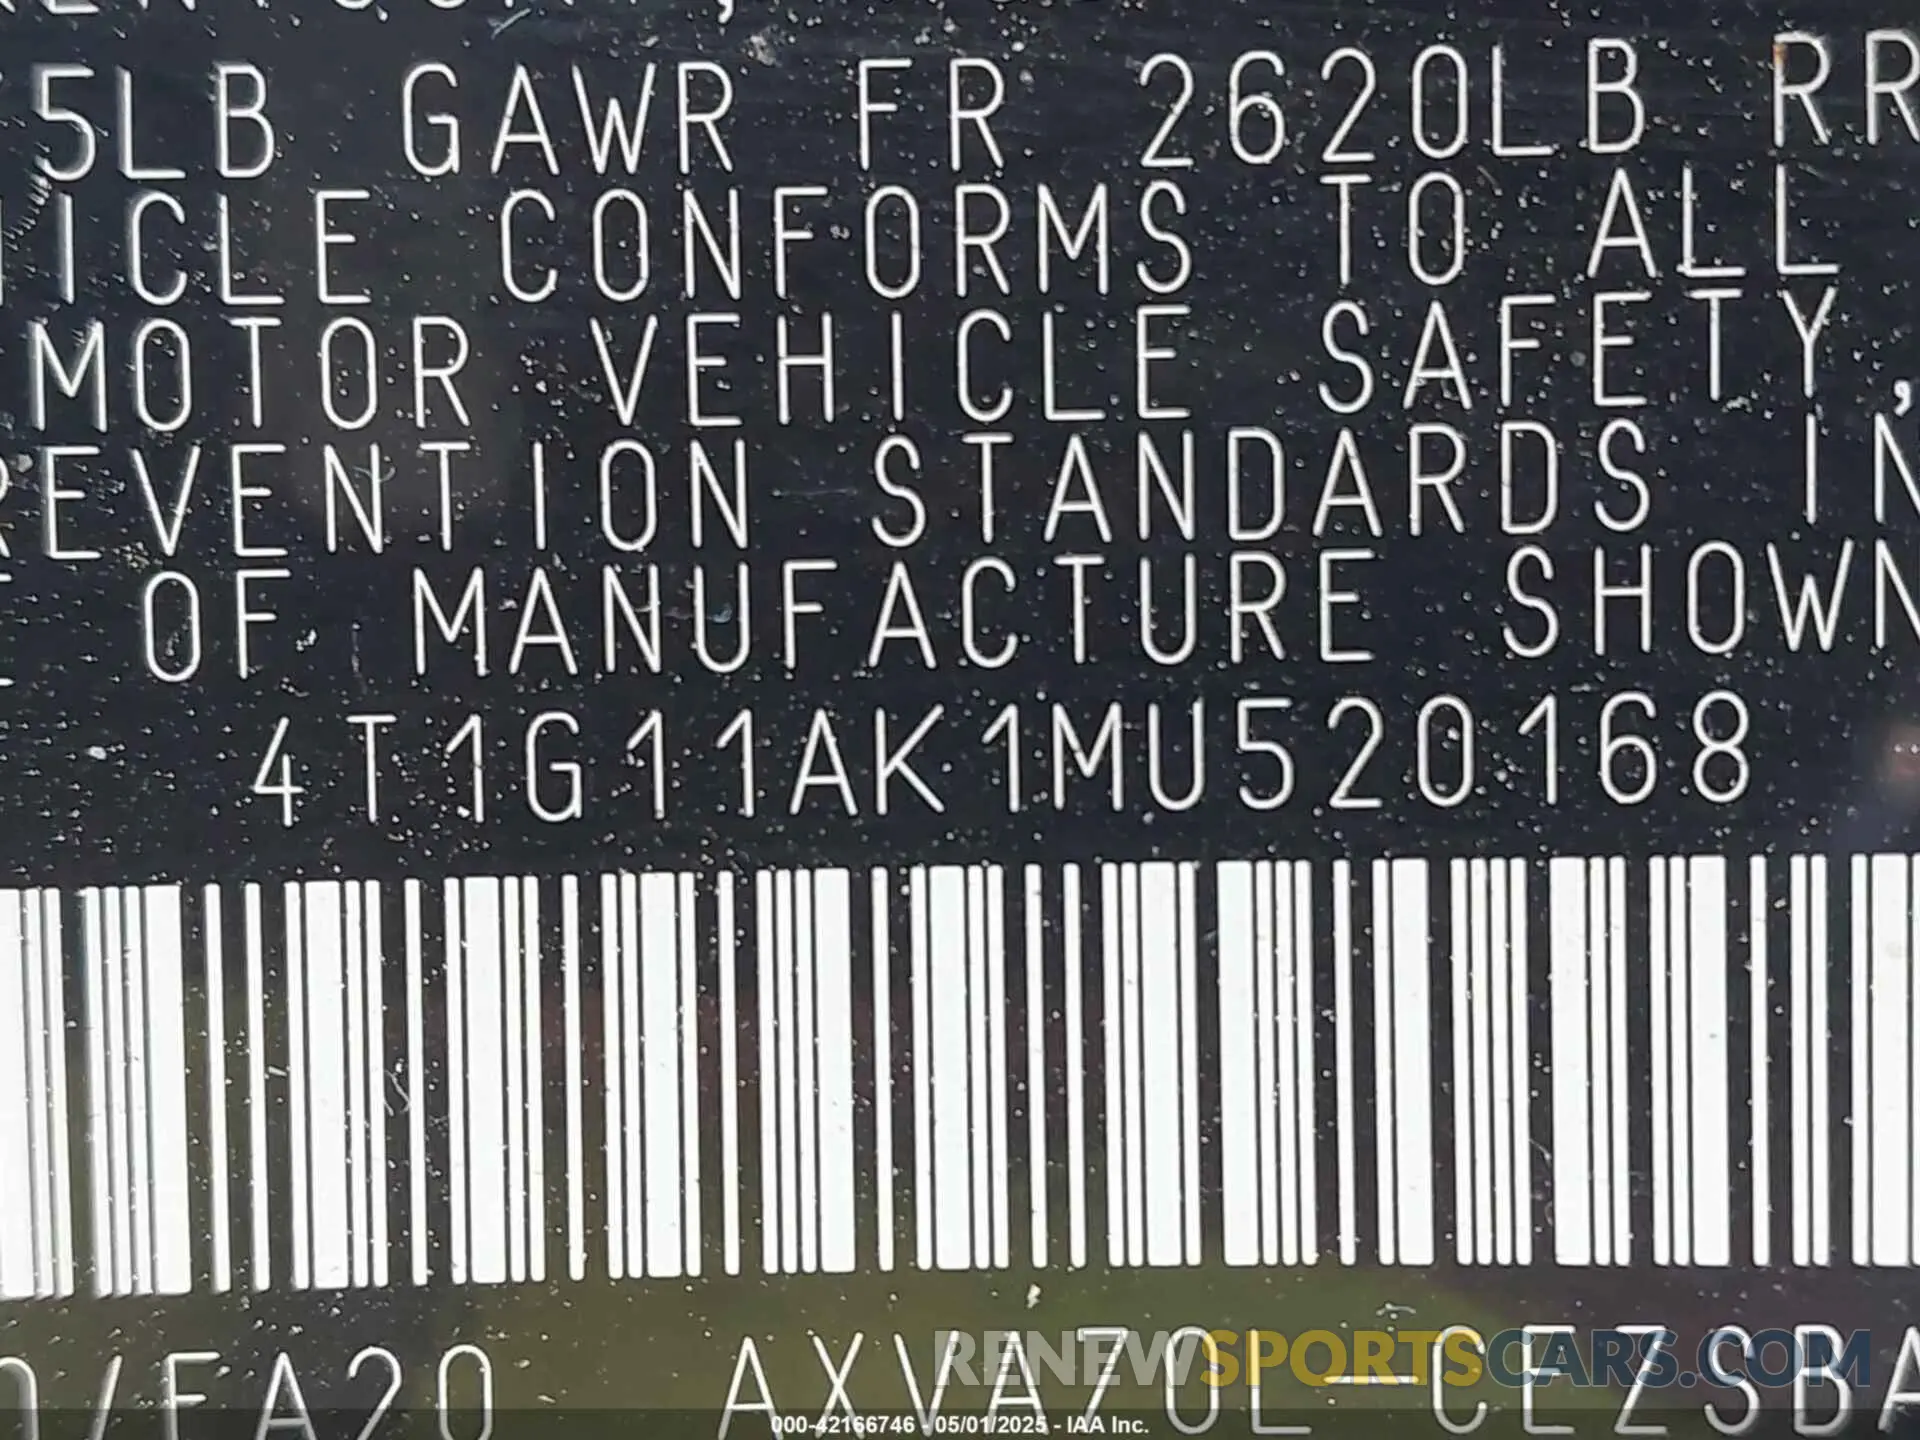 5LB GAWR FR 2620LB RR
ICLE CONFORMS TO ALL
MOTOR VEHICLE SAFETY,
REVENTION STANDARDS IN
OF MANUFACTURE SHOWN
4T1G11AK1MU520168
/EA20 AXVA70L-CEZSBA
RENEWSPORTSCARS.COM
000-42166746 - 05/01/2025 - IAA Inc.